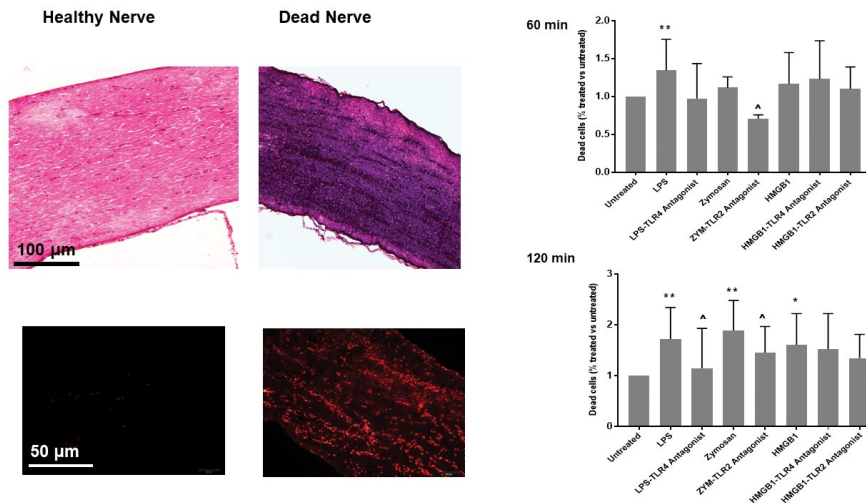 Healthy Nerve
Dead Nerve
100 µm
50 µm
60 min
Dead cells (% treated vs untreated)
2.0
1.5
1.0
0.5
0.0
**
^
Untreated
LPS
LPS-TLR4 Antagonist
Zymosan
ZYM-TLR2 Antagonist
HMGB1
HMGB1-TLR4 Antagonist
HMGB1-TLR2 Antagonist
120 min
Dead cells (% treated vs untreated)
3
2
1
0
**
^
**
^
*
Untreated
LPS
LPS-TLR4 Antagonist
Zymosan
ZYM-TLR2 Antagonist
HMGB1
HMGB1-TLR4 Antagonist
HMGB1-TLR2 Antagonist